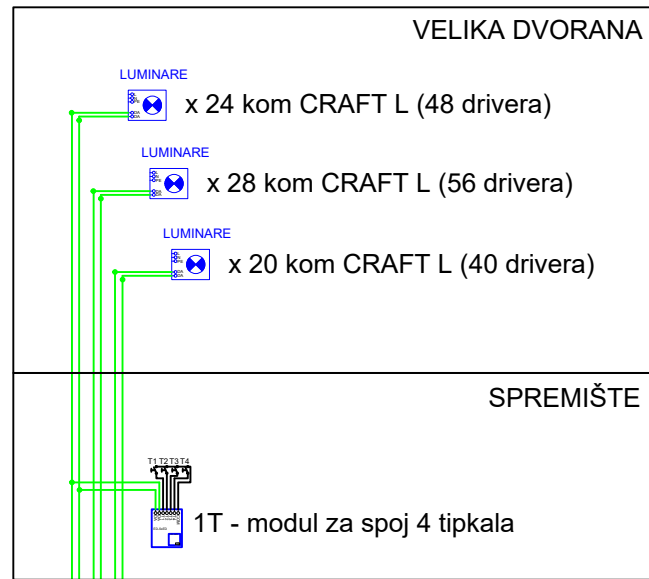 VELIKA DVORANA
LUMINARE
x 24 kom CRAFT L (48 drivera)
LUMINARE
x 28 kom CRAFT L (56 drivera)
LUMINARE
x 20 kom CRAFT L (40 drivera)
SPREMIŠTE
T1 T2 T3 T4
1T - modul za spoj 4 tipkala